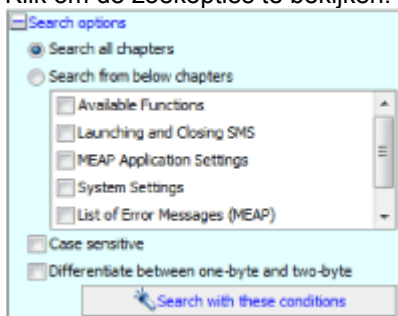 Klik om de zoekopties te bekijken.
Search options
Search all chapters
Search from below chapters
Available Functions
Launching and Closing SMS
MEAP Application Settings
System Settings
List of Error Messages (MEAP)
Case sensitive
Differentiate between one-byte and two-byte
Search with these conditions